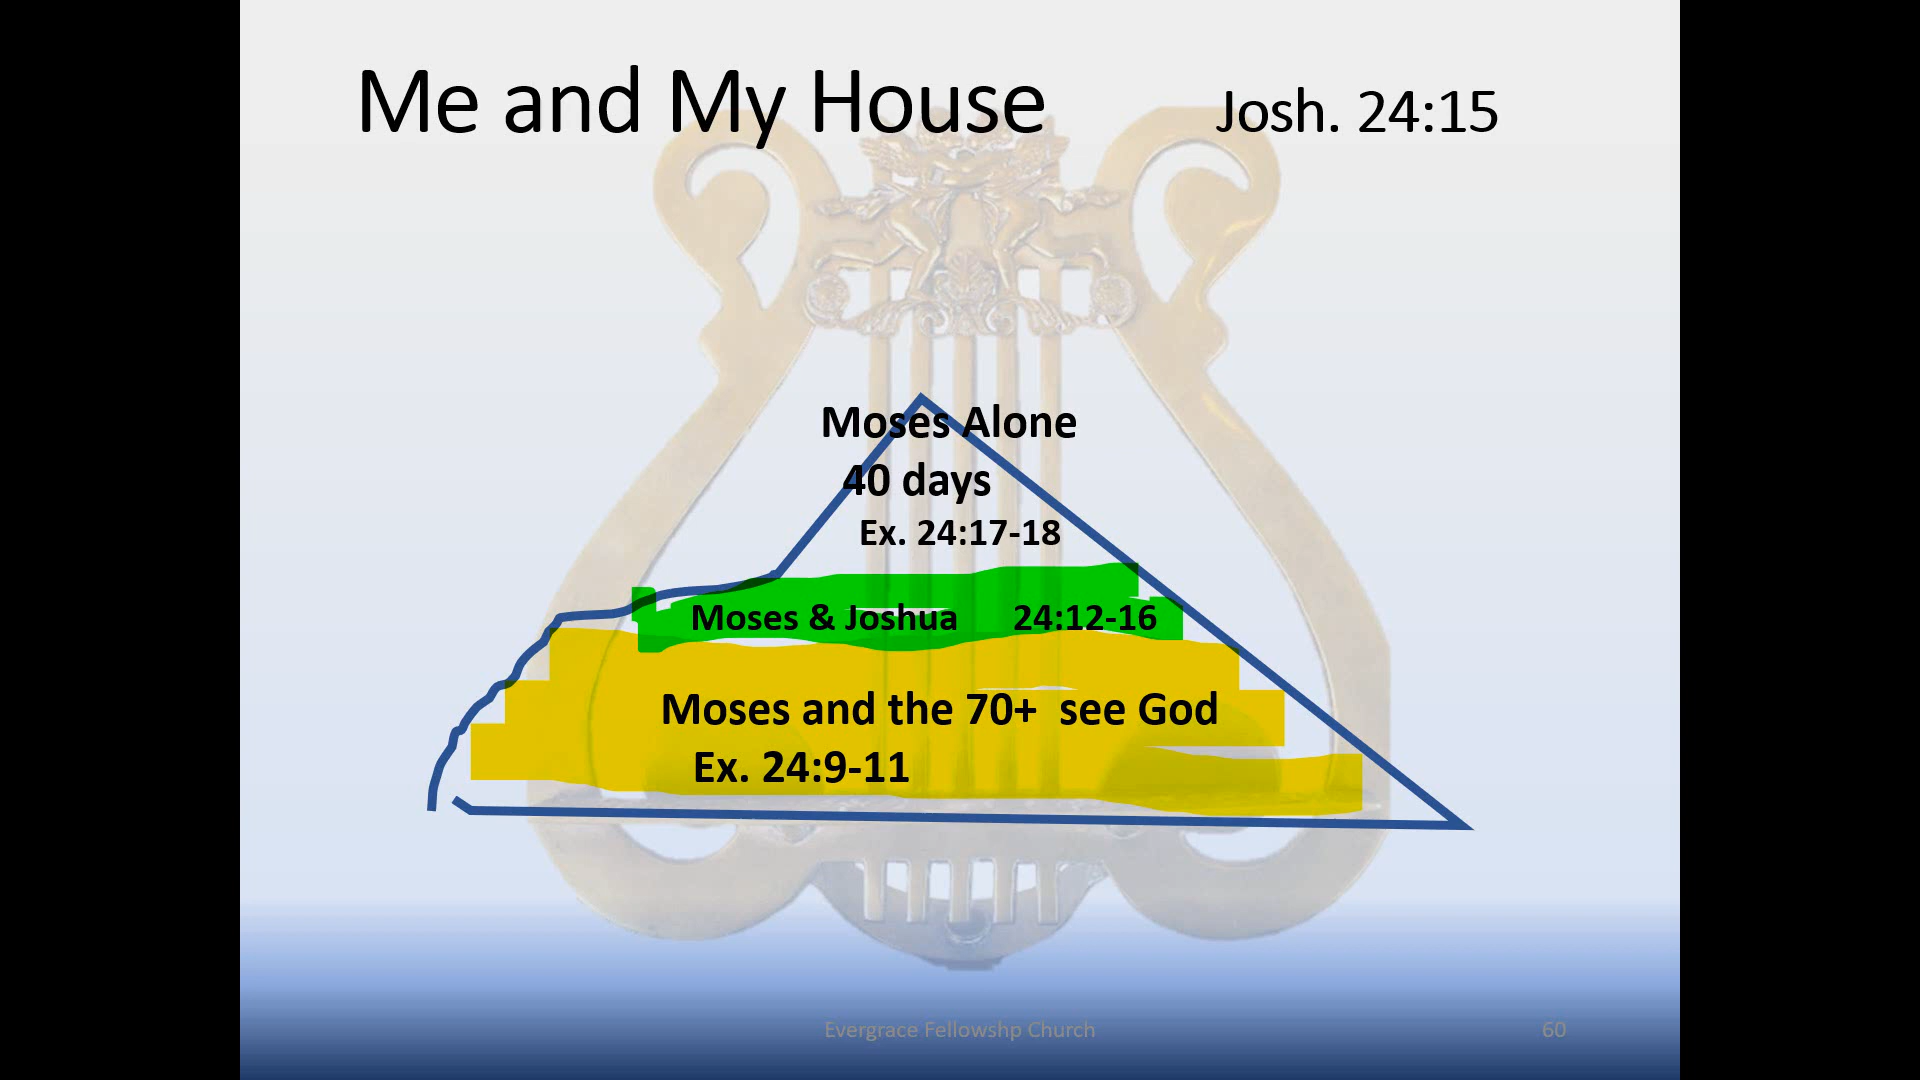 Me and My House Josh. 24:15
Moses Alone
40 days
Ex. 24:17-18
Moses & Joshua 24:12-16
Moses and the 70+ see God
Ex. 24:9-11
Evergrace Fellowshp Church 60